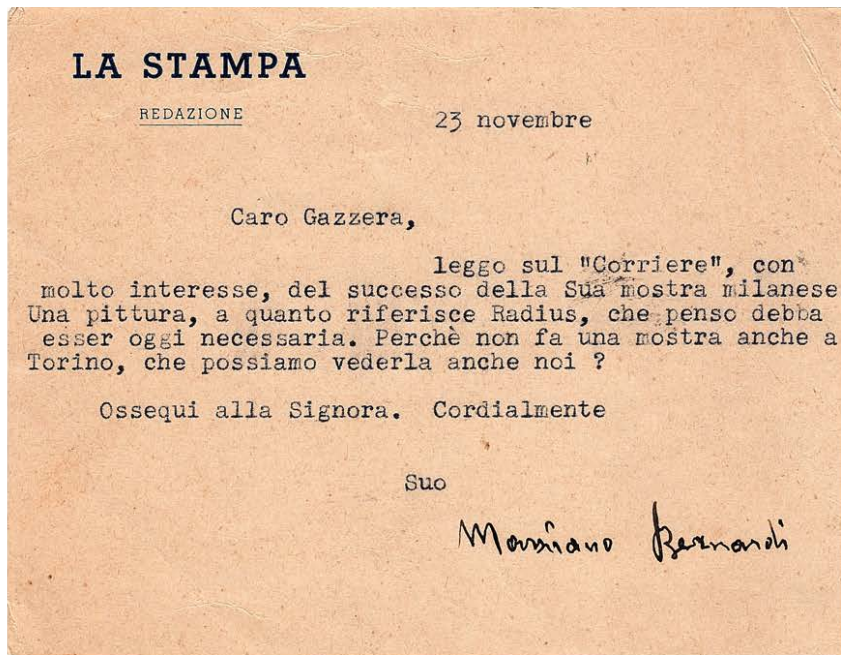 LA STAMPA
REDAZIONE
23 novembre
Caro Gazzera,
leggo sul "Corriere", con
molto interesse, del successo della Sua mostra milanese
Una pittura, a quanto riferisce Radius, che penso debba
esser oggi necessaria. Perchè non fa una mostra anche a
Torino, che possiamo vederla anche noi ?
Ossequi alla Signora. Cordialmente
Suo
Marziano Bernardi